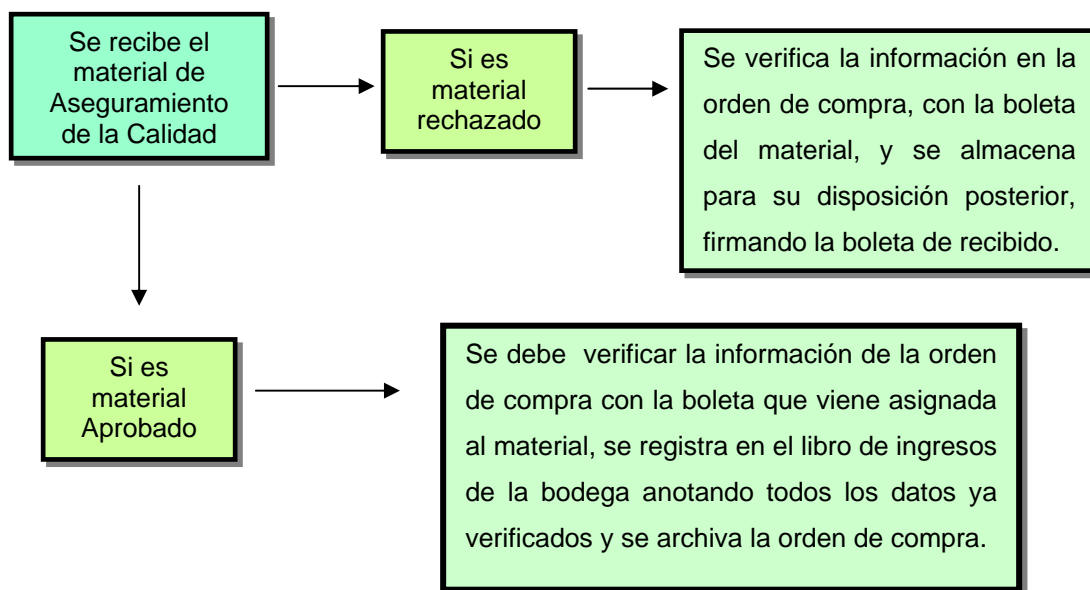 Se recibe el
material de
Aseguramiento
de la Calidad
Si es
material
rechazado
Se verifica la información en la
orden de compra, con la boleta
del material, y se almacena
para su disposición posterior,
firmando la boleta de recibido.
Si es
material
Aprobado
Se debe verificar la información de la orden
de compra con la boleta que viene asignada
al material, se registra en el libro de ingresos
de la bodega anotando todos los datos ya
verificados y se archiva la orden de compra.